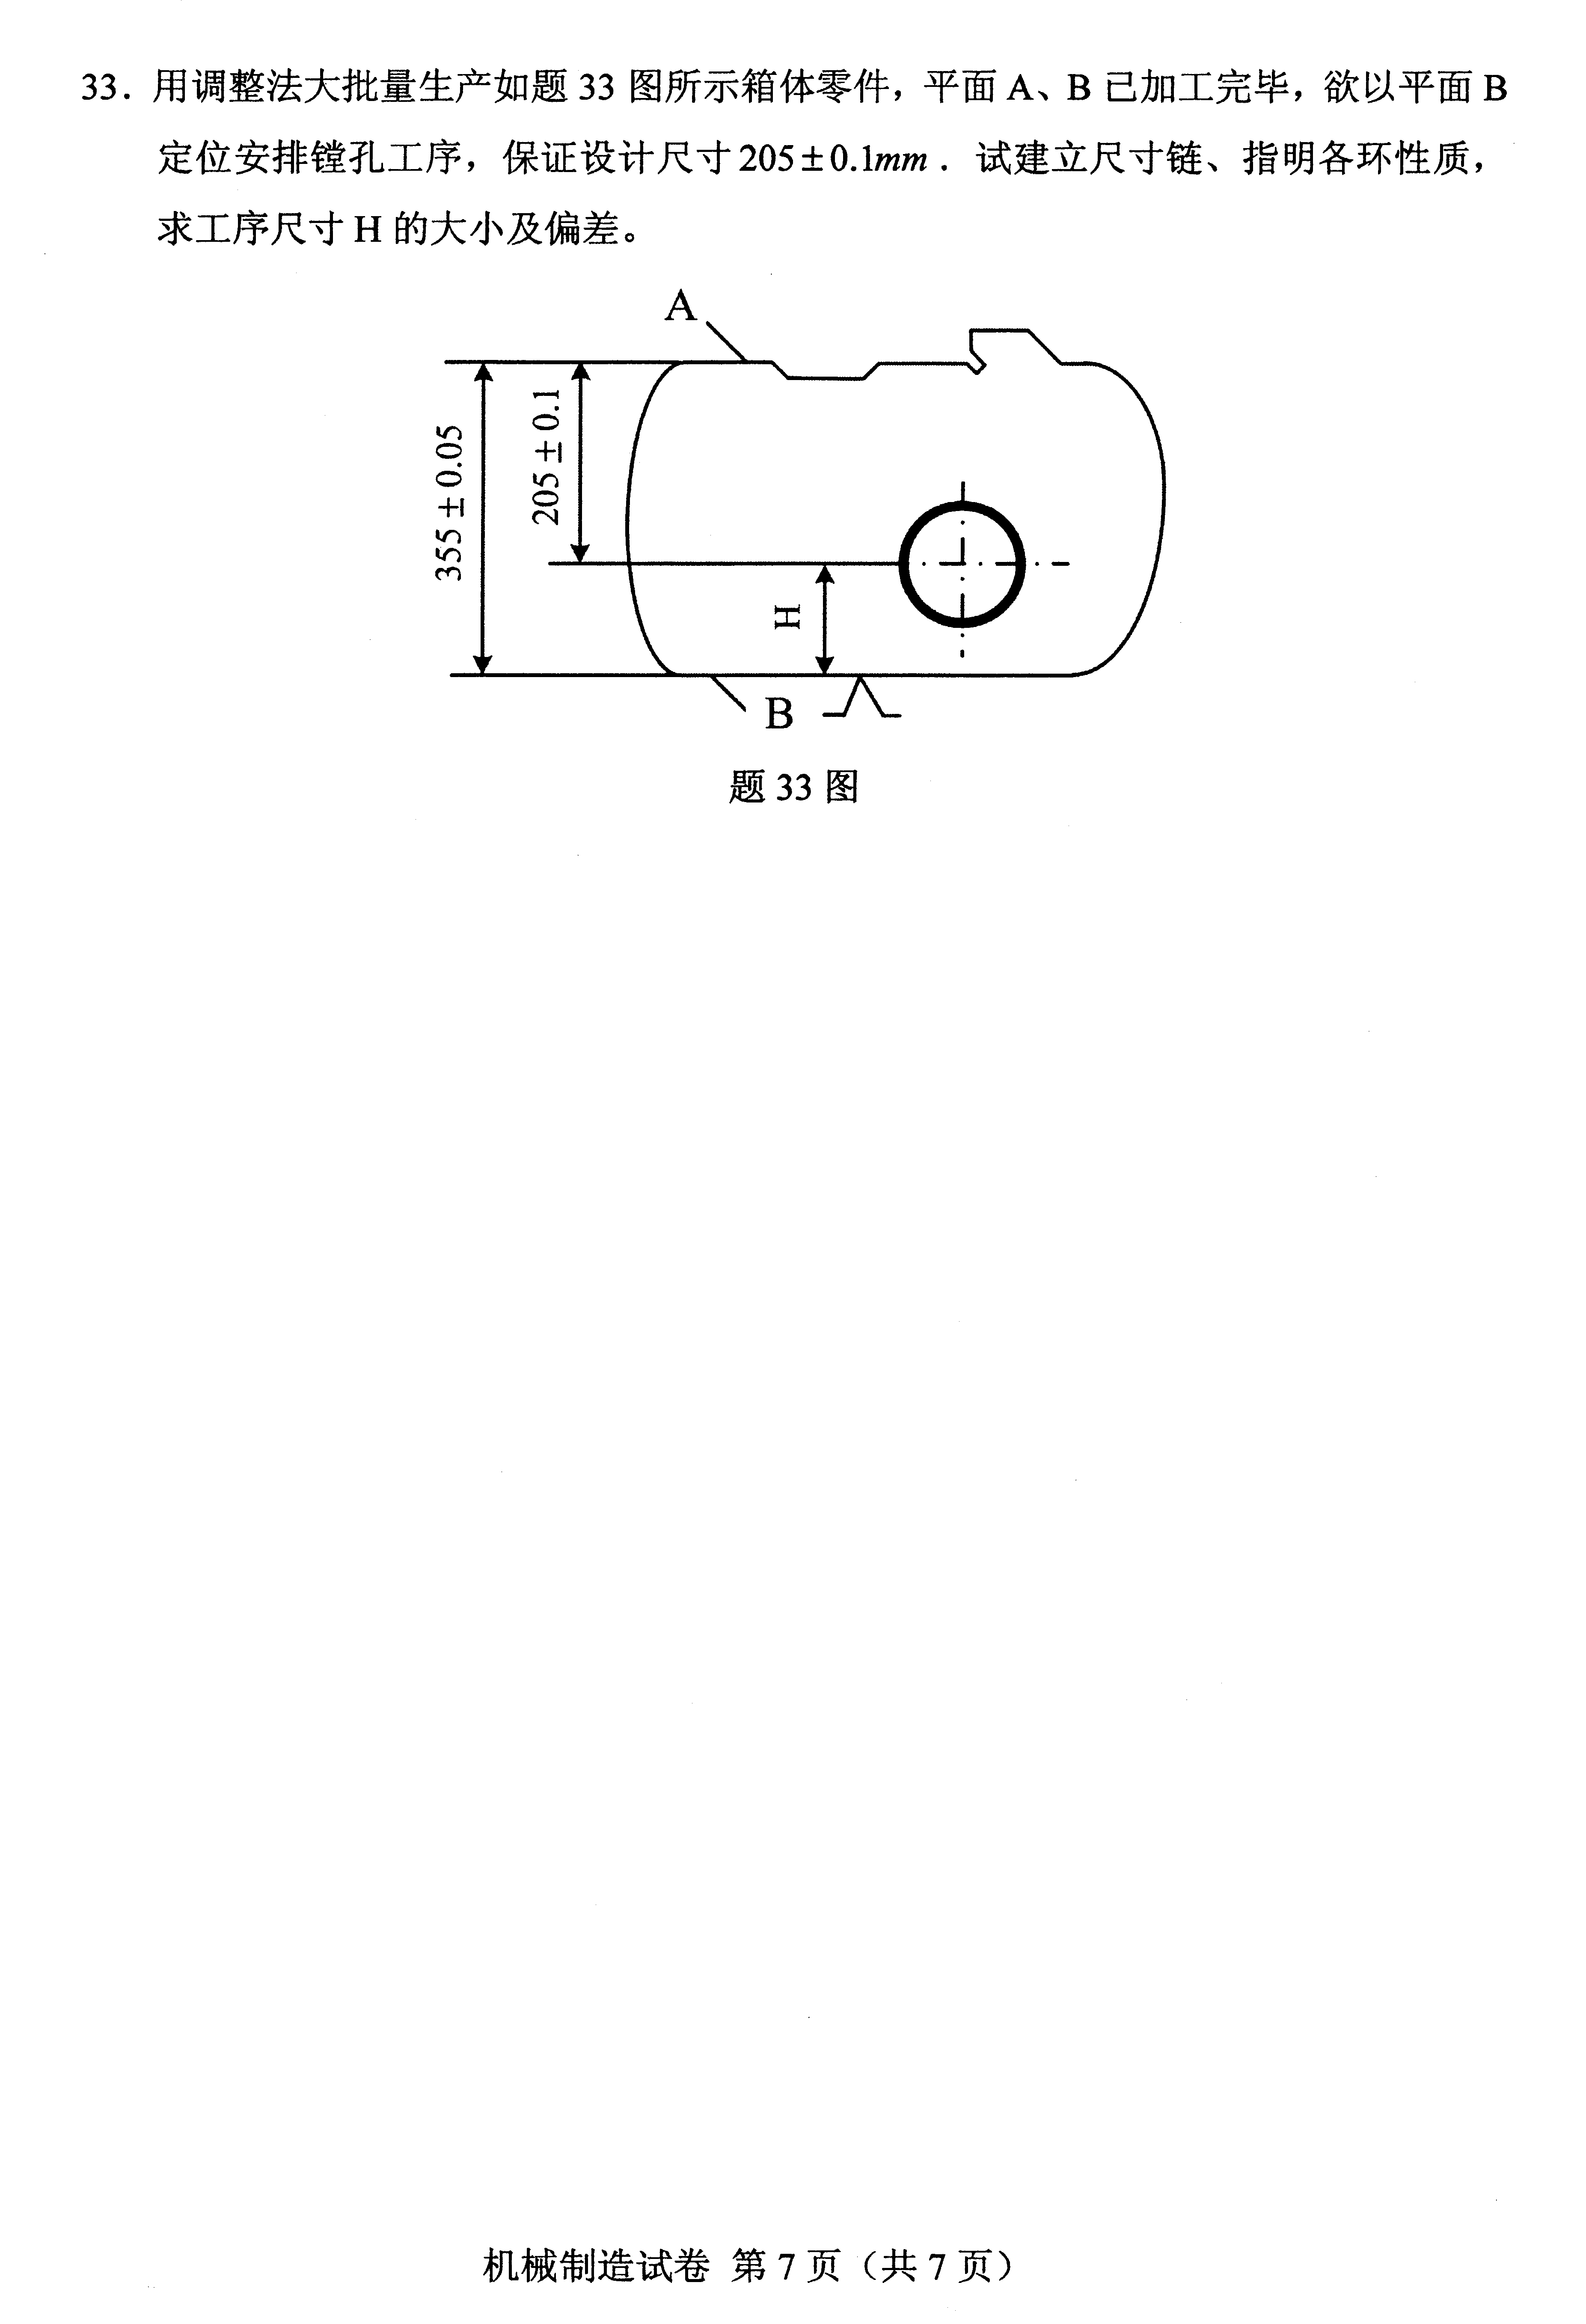 33．用调整法大批量生产如题 33 图所示箱体零件，平面 A、B 已加工完毕，欲以平面 B
定位安排镗孔工序，保证设计尺寸 205±0.1mm．试建立尺寸链、指明各环性质，
求工序尺寸 H 的大小及偏差。
A
355±0.05
205±0.1
H
B
题 33 图
机械制造试卷 第 7 页（共 7 页）